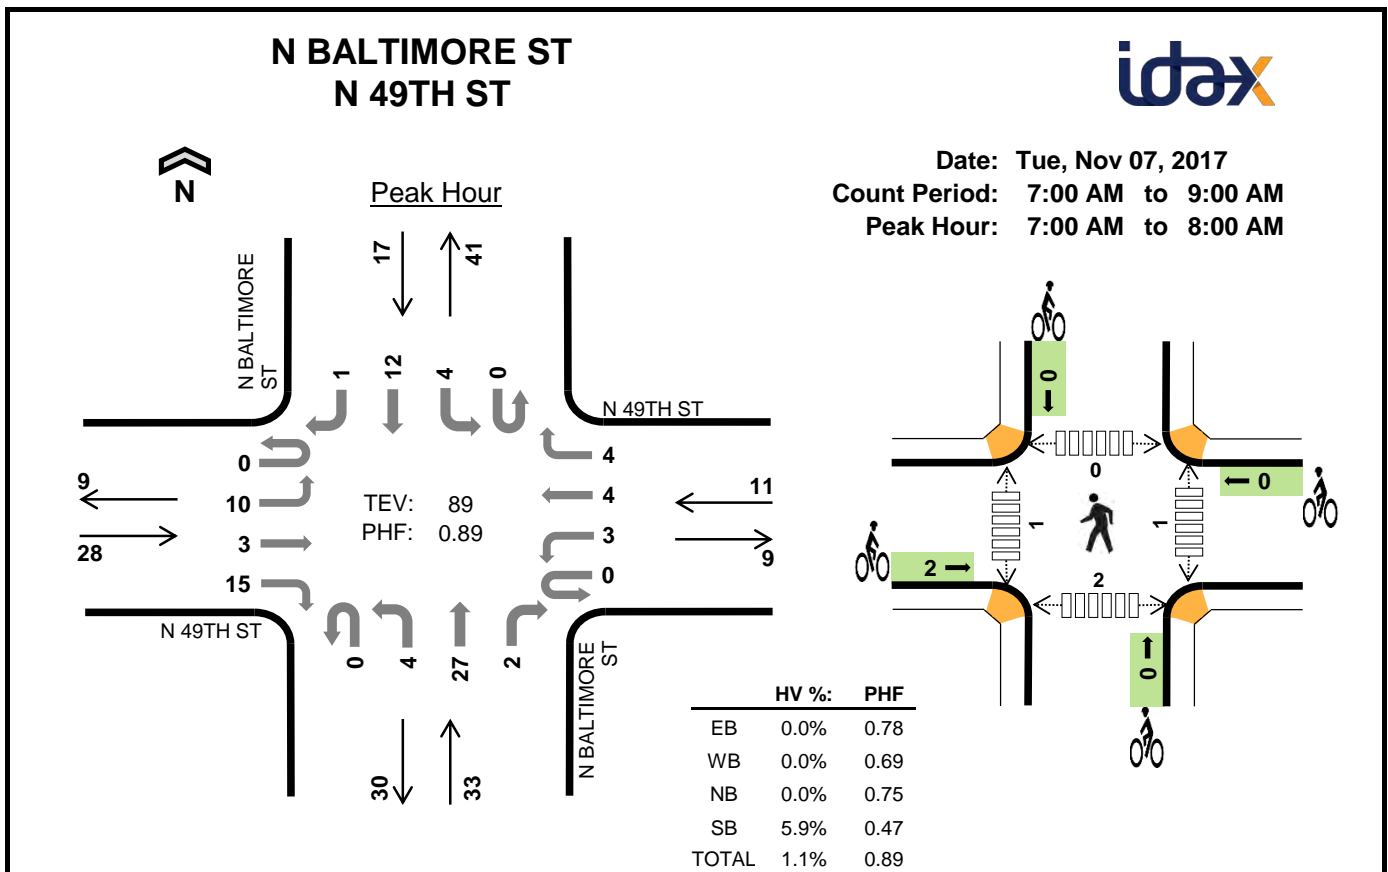 N BALTIMORE ST
N 49TH ST
idax
N
Peak Hour
Date: Tue, Nov 07, 2017
Count Period: 7:00 AM to 9:00 AM
Peak Hour: 7:00 AM to 8:00 AM
17
41
N BALTIMORE
ST
1
12
4
0
N 49TH ST
0
10
3
15
9
28
TEV: 89
PHF: 0.89
4
4
3
0
11
9
N 49TH ST
0
4
27
2
N BALTIMORE
ST
30
33
0
0
0
1
1
2
2
0
HV %: PHF
EB 0.0% 0.78
WB 0.0% 0.69
NB 0.0% 0.75
SB 5.9% 0.47
TOTAL 1.1% 0.89